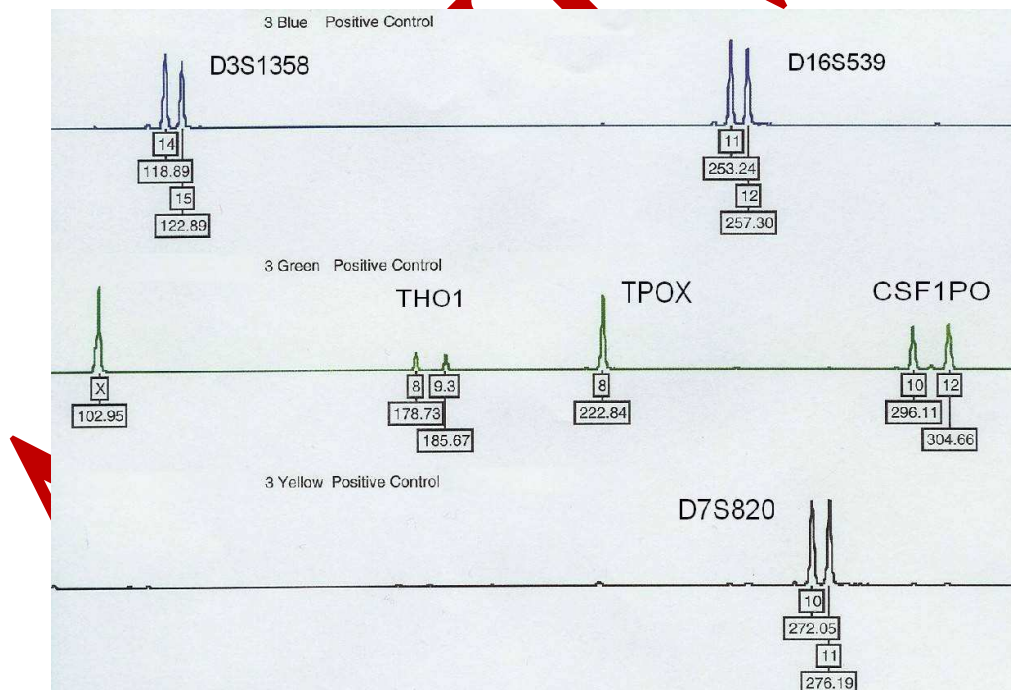 3 Blue Positive Control
D3S1358
D16S539
14
118.89
15
122.89
11
253.24
12
257.30
3 Green Positive Control
THO1
TPOX
CSF1PO
X
102.95
8
178.73
9.3
185.67
8
222.84
10
296.11
12
304.66
3 Yellow Positive Control
D7S820
10
272.05
11
276.19